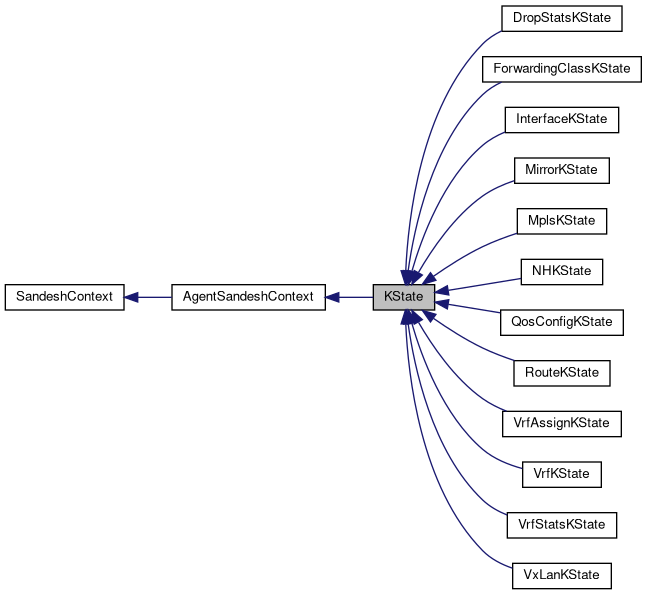 DropStatsKState
ForwardingClassKState
InterfaceKState
MirrorKState
MplsKState
NHKState
SandeshContext
AgentSandeshContext
KState
QosConfigKState
RouteKState
VrfAssignKState
VrfKState
VrfStatsKState
VxLanKState